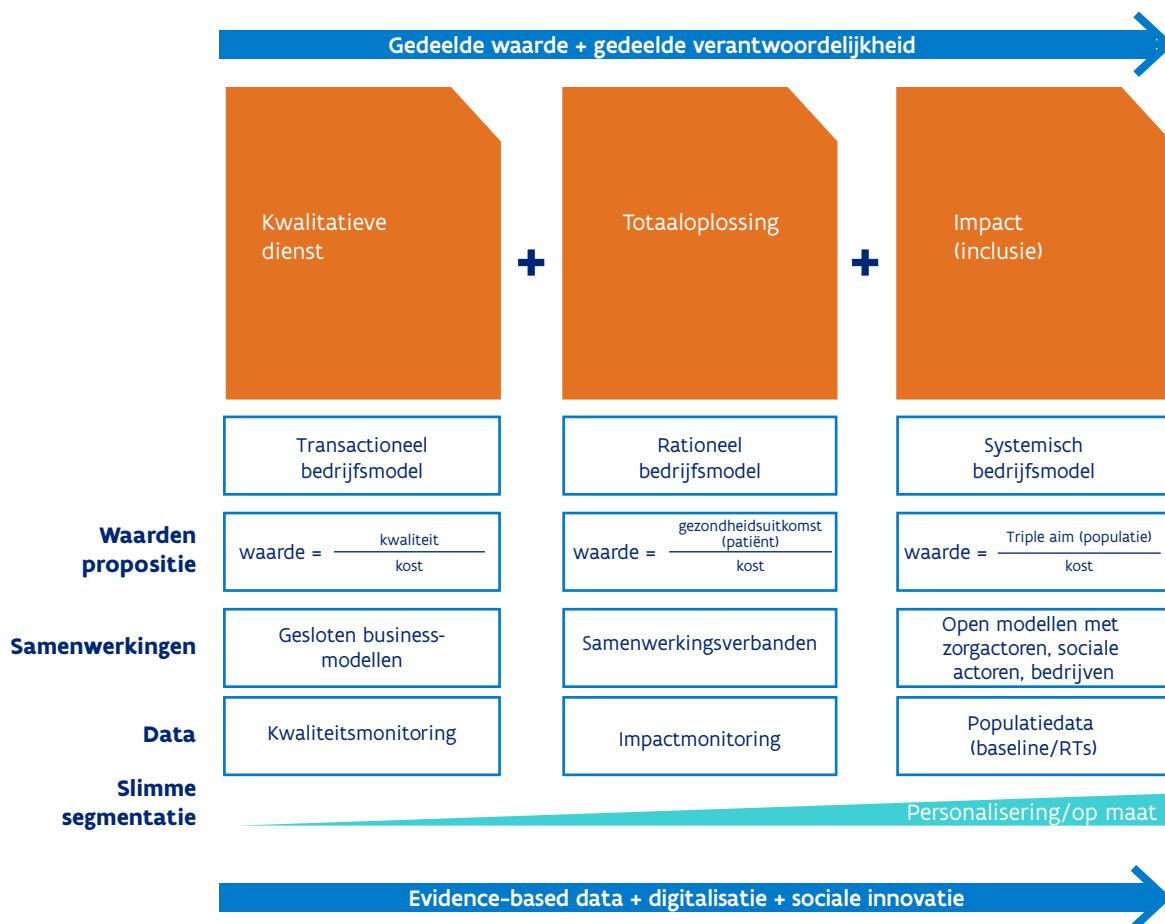 Gedeelde waarde + gedeelde verantwoordelijkheid
Kwalitatieve
dienst
+
Totaaloplossing
+
Impact
(inclusie)
Transactioneel
bedrijfsmodel
Rationeel
bedrijfsmodel
Systemisch
bedrijfsmodel
Waarden
propositie
waarde =
kwaliteit
kost
waarde =
gezondheidsuitkomst
(patiënt)
kost
waarde =
Triple aim (populatie)
kost
Samenwerkingen
Gesloten business-
modellen
Samenwerkingsverbanden
Open modellen met
zorgactoren, sociale
actoren, bedrijven
Data
Kwaliteitsmonitoring
Impactmonitoring
Populatiedata
(baseline/RTs)
Slimme
segmentatie
Personalisering/op maat
Evidence-based data + digitalisatie + sociale innovatie